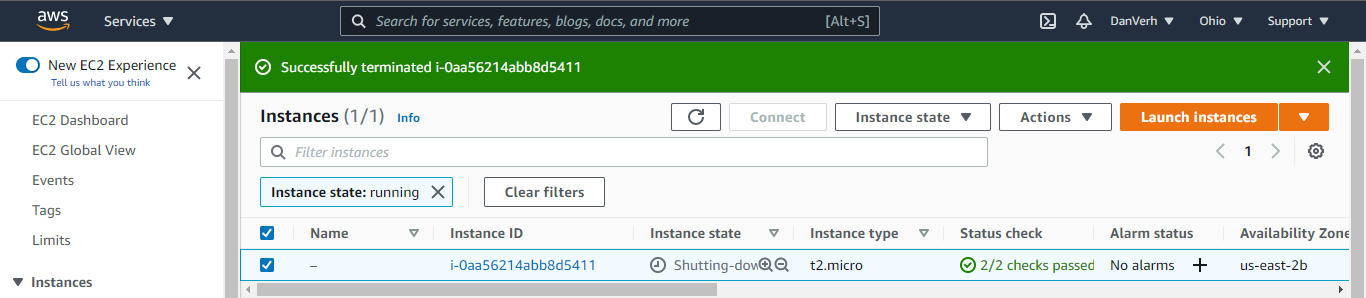 aws Services Search for services, features, blogs, docs, and more [Alt+S] DanVerh Ohio Support
New EC2 Experience
Tell us what you think
Successfully terminated i-0aa56214abb8d5411
EC2 Dashboard
EC2 Global View
Events
Tags
Limits
Instances
Instances (1/1) Info Connect Instance state Actions Launch instances
Filter instances 1
Instance state: running Clear filters
Name Instance ID Instance state Instance type Status check Alarm status Availability Zone
– i-0aa56214abb8d5411 Shutting-dow t2.micro 2/2 checks passed No alarms + us-east-2b